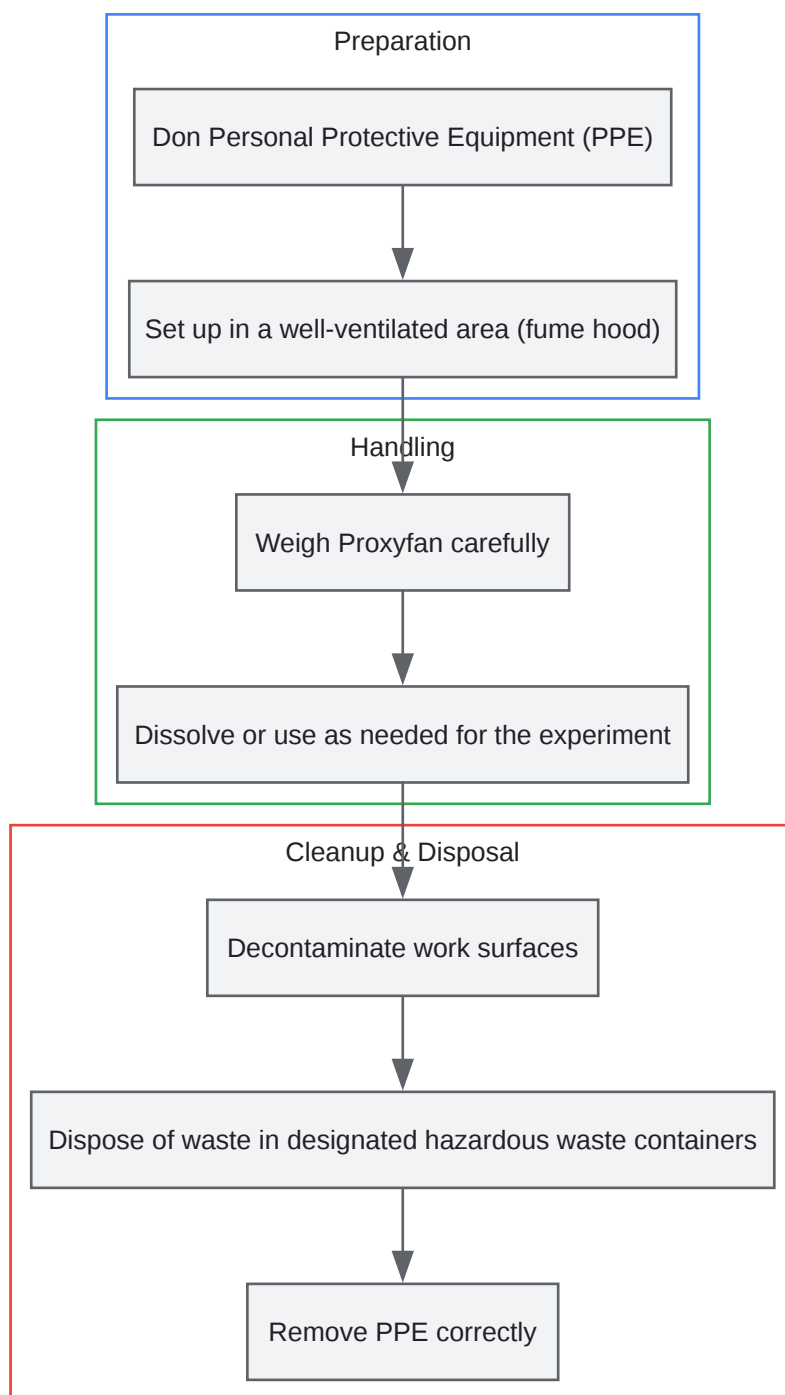 Preparation
Don Personal Protective Equipment (PPE)
Set up in a well-ventilated area (fume hood)
Handling
Weigh Proxyfan carefully
Dissolve or use as needed for the experiment
Cleanup & Disposal
Decontaminate work surfaces
Dispose of waste in designated hazardous waste containers
Remove PPE correctly